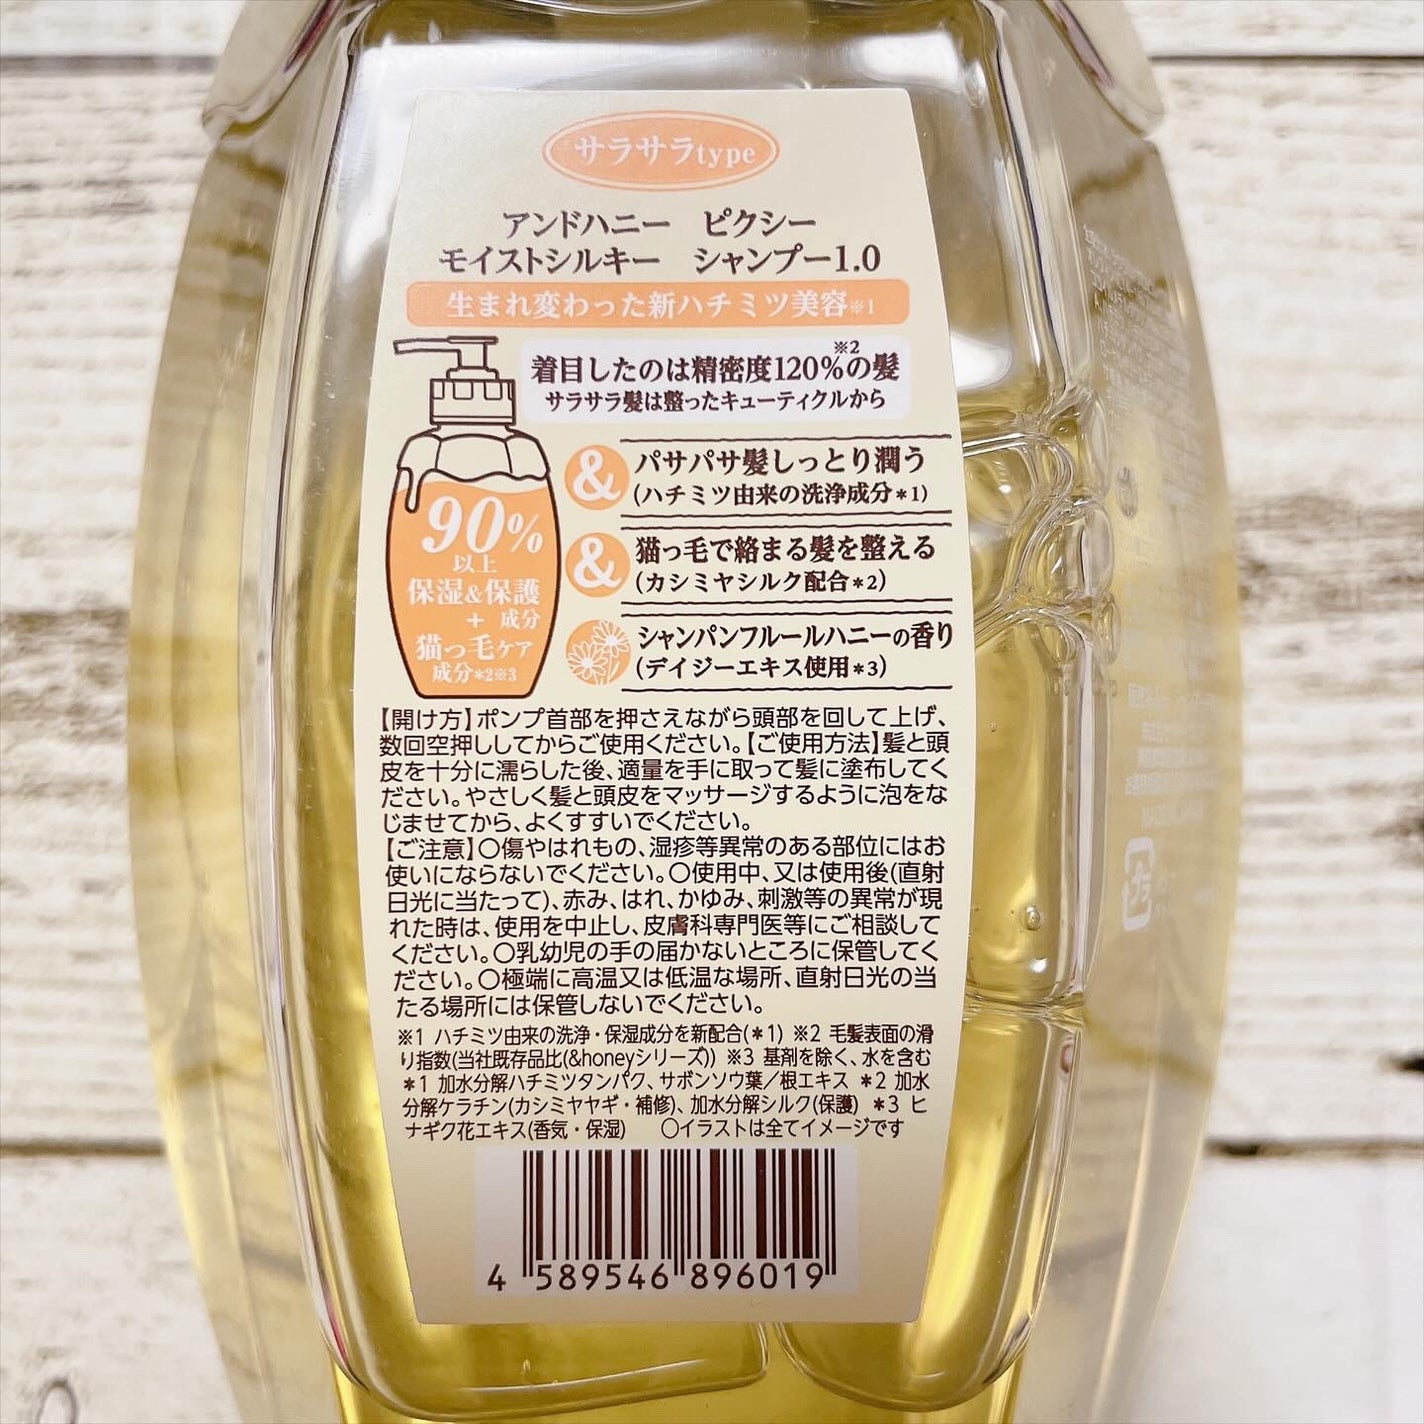 サラサラtype
アンドハニー ピクシー
モイストシルキー シャンプー1.0
生まれ変わった新ハチミツ美容※1
着目したのは精密度120%※2の髪
サラサラ髪は整ったキューティクルから
& パサパサ髪しっとり潤う
(ハチミツ由来の洗浄成分*1)
& 猫っ毛で絡まる髪を整える
(カシミヤシルク配合*2)
シャンパンフルールハニーの香り
(デイジーエキス使用*3)
90%
以上
保湿&保護
+ 成分
猫っ毛ケア
成分*2※3
【開け方】ポンプ首部を押さえながら頭部を回して上げ、
数回空押ししてからご使用ください。【ご使用方法】髪と頭
皮を十分に濡らした後、適量を手に取って髪に塗布してく
ださい。やさしく髪と頭皮をマッサージするように泡をな
じませてから、よくすすいでください。
【ご注意】〇傷やはれもの、湿疹等異常のある部位にはお
使いにならないでください。〇使用中、又は使用後(直射
日光に当たって)、赤み、はれ、かゆみ、刺激等の異常が現
れた時は、使用を中止し、皮膚科専門医等にご相談して
ください。〇乳幼児の手の届かないところに保管してく
ださい。〇極端に高温又は低温な場所、直射日光の当
たる場所には保管しないでください。
※1 ハチミツ由来の洗浄・保湿成分を新配合(*1) ※2 毛髪表面の滑
り指数(当社既存品比(&honeyシリーズ)) ※3 基剤を除く、水を含む
*1 加水分解ハチミツタンパク、サボンソウ葉/根エキス *2 加水
分解ケラチン(カシミヤヤギ・補修)、加水分解シルク(保護) *3 ヒ
ナギク花エキス(香気・保湿) 〇イラストは全てイメージです
4 589546 896019